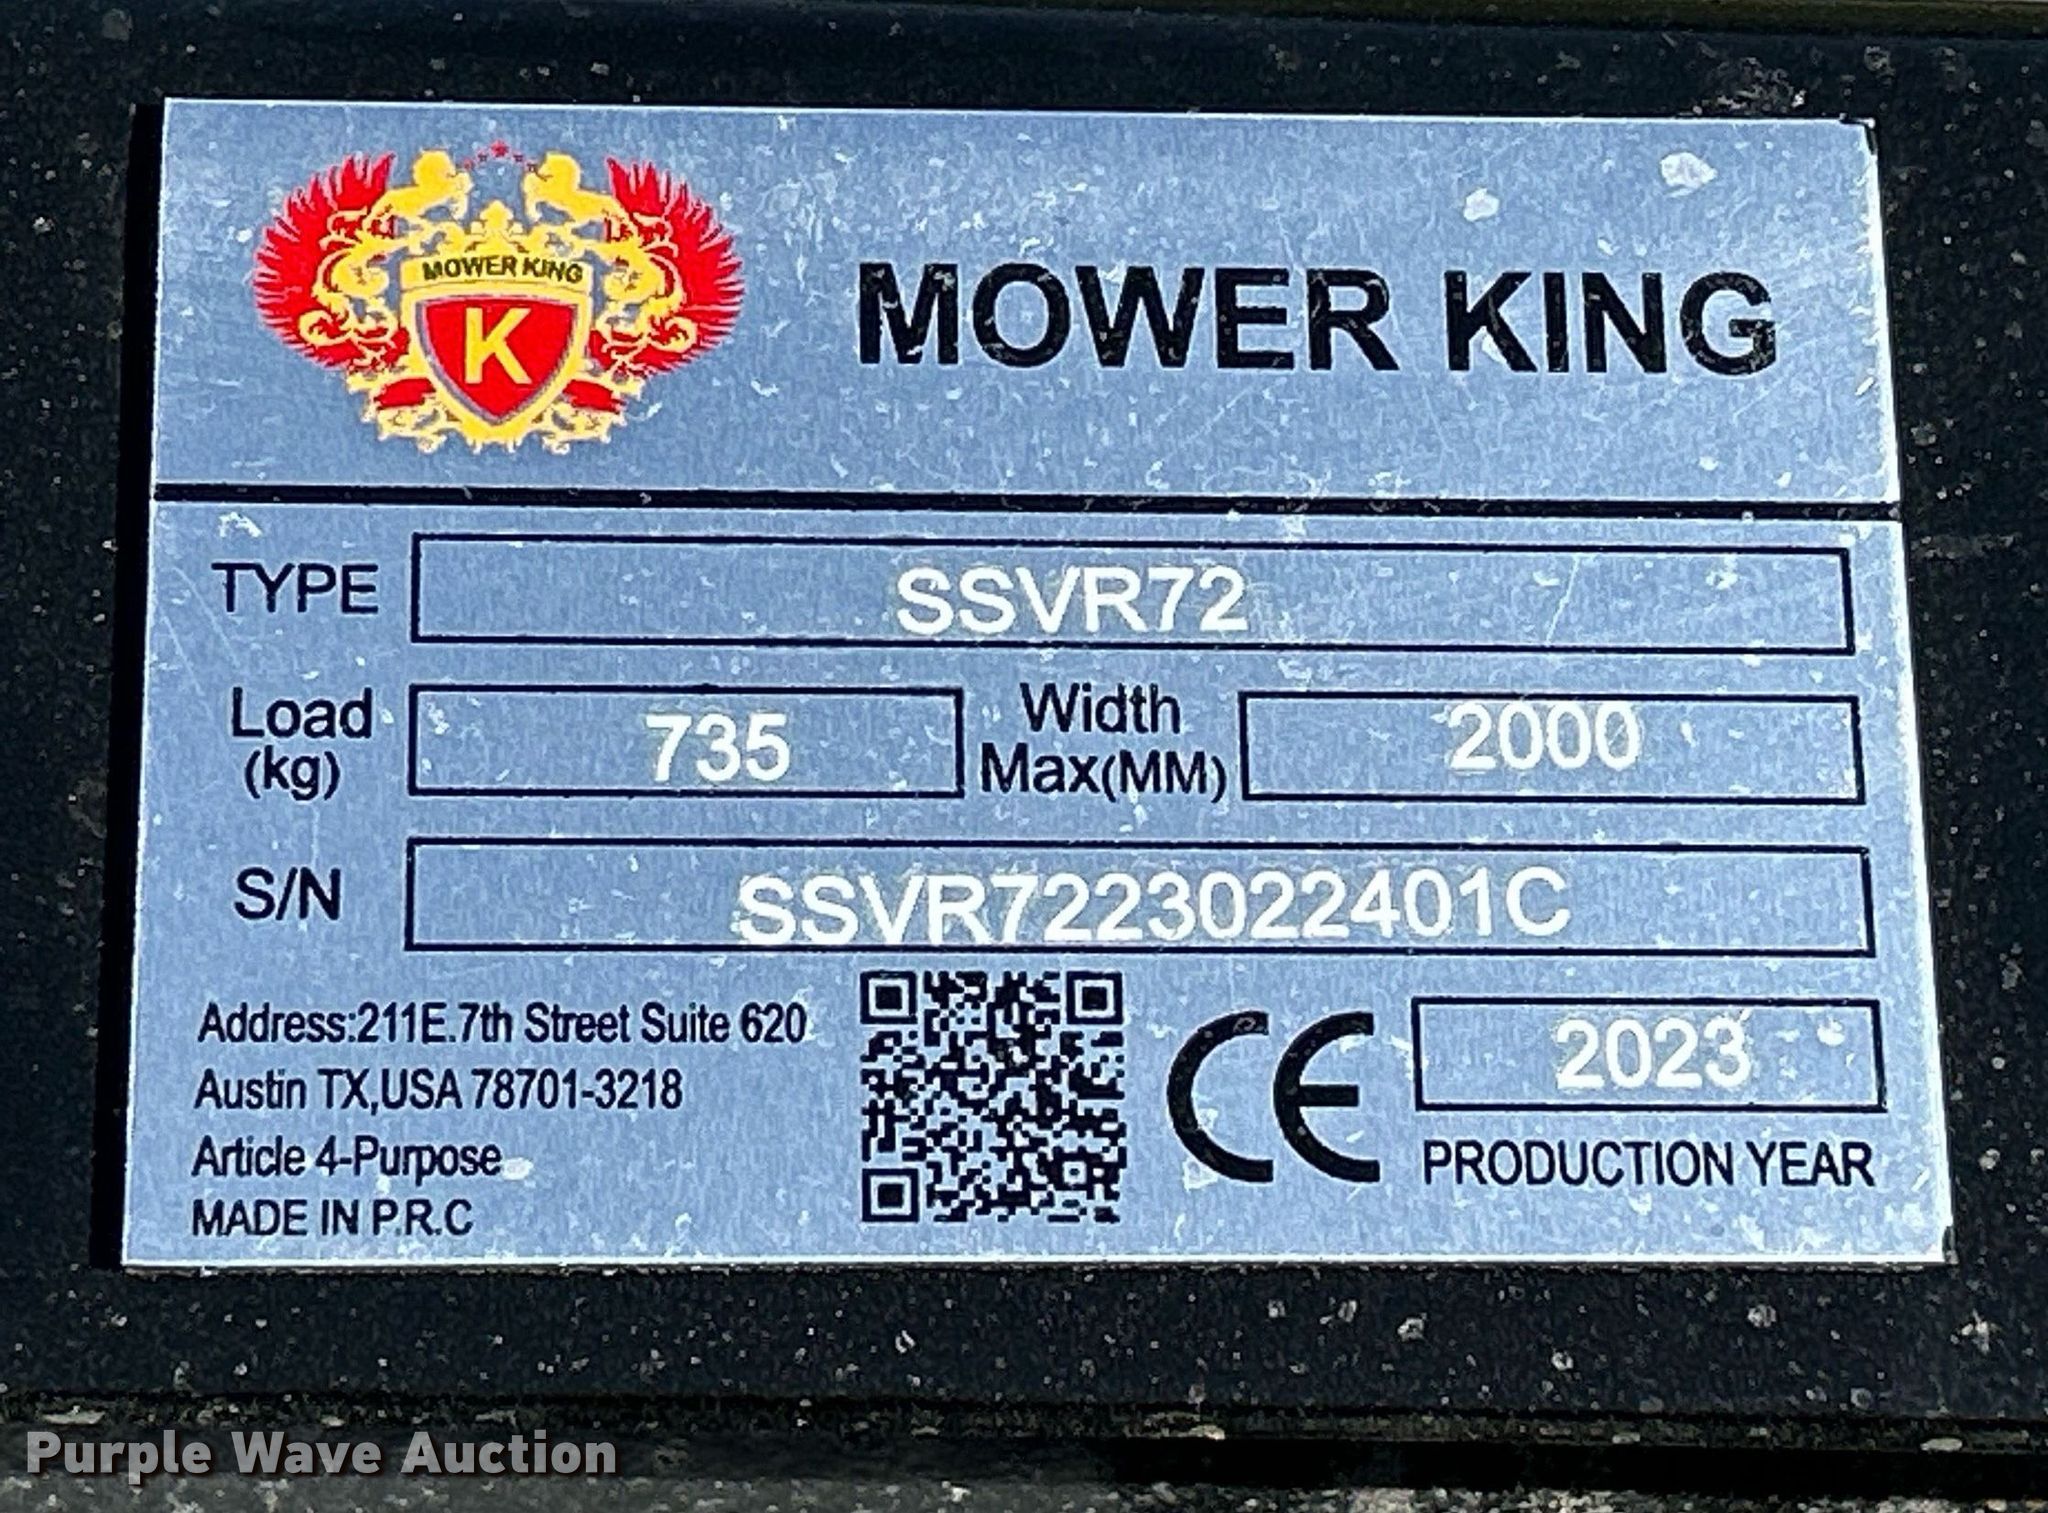 MOWER KING
K
MOWER KING
TYPE SSVR72
Load (kg) 735 Width Max(MM) 2000
S/N SSVR7223022401C
Address:211E.7th Street Suite 620
Austin TX,USA 78701-3218
Article 4-Purpose
MADE IN P.R.C
CE
2023
PRODUCTION YEAR
Purple Wave Auction